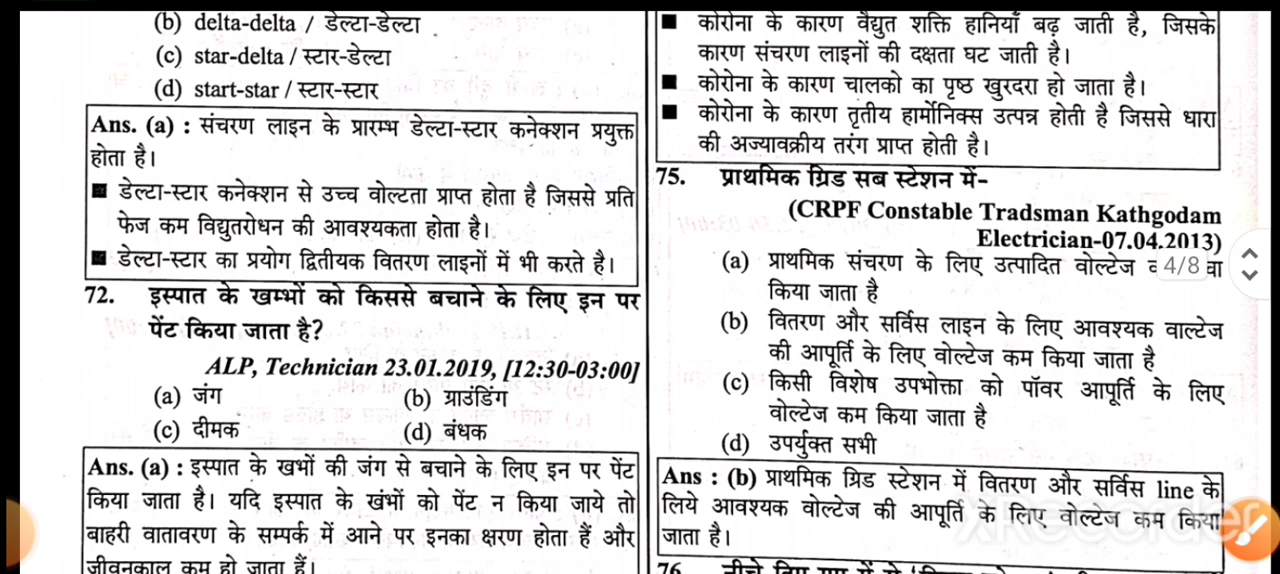 (b) delta-delta / डेल्टा-डेल्टा
(c) star-delta / स्टार-डेल्टा
(d) start-star / स्टार-स्टार
Ans. (a) : संचरण लाइन के प्रारम्भ डेल्टा-स्टार कनेक्शन प्रयुक्त
होता है।
■ डेल्टा-स्टार कनेक्शन से उच्च वोल्टता प्राप्त होता है जिससे प्रति
फेज कम विद्युतरोधन की आवश्यकता होता है।
■ डेल्टा-स्टार का प्रयोग द्वितीयक वितरण लाइनों में भी करते है।
72. इस्पात के खम्भों को किससे बचाने के लिए इन पर
पेंट किया जाता है?
ALP, Technician 23.01.2019, [12:30-03:00]
(a) जंग (b) ग्राउंडिंग
(c) दीमक (d) बंधक
Ans. (a) : इस्पात के खभों की जंग से बचाने के लिए इन पर पेंट
किया जाता है। यदि इस्पात के खंभों को पेंट न किया जाये तो
बाहरी वातावरण के सम्पर्क में आने पर इनका क्षरण होता हैं और
जीवनकाल कम हो जाता हैं।
■ कोरोना के कारण वैद्युत शक्ति हानियाँ बढ़ जाती है, जिसके
कारण संचरण लाइनों की दक्षता घट जाती है।
■ कोरोना के कारण चालको का पृष्ठ खुरदरा हो जाता है।
■ कोरोना के कारण तृतीय हार्मोनिक्स उत्पन्न होती है जिससे धारा
की अज्यावक्रीय तरंग प्राप्त होती है।
75. प्राथमिक ग्रिड सब स्टेशन में-
(CRPF Constable Tradsman Kathgodam
Electrician-07.04.2013)
(a) प्राथमिक संचरण के लिए उत्पादित वोल्टेज
4/8
किया जाता है
(b) वितरण और सर्विस लाइन के लिए आवश्यक वाल्टेज
की आपूर्ति के लिए वोल्टेज कम किया जाता है
(c) किसी विशेष उपभोक्ता को पॉवर आपूर्ति के लिए
वोल्टेज कम किया जाता है
(d) उपर्युक्त सभी
Ans : (b) प्राथमिक ग्रिड स्टेशन में वितरण और सर्विस line के
लिये आवश्यक वोल्टेज की आपूर्ति के लिए वोल्टेज कम किया
जाता है।
XRecorder
76.